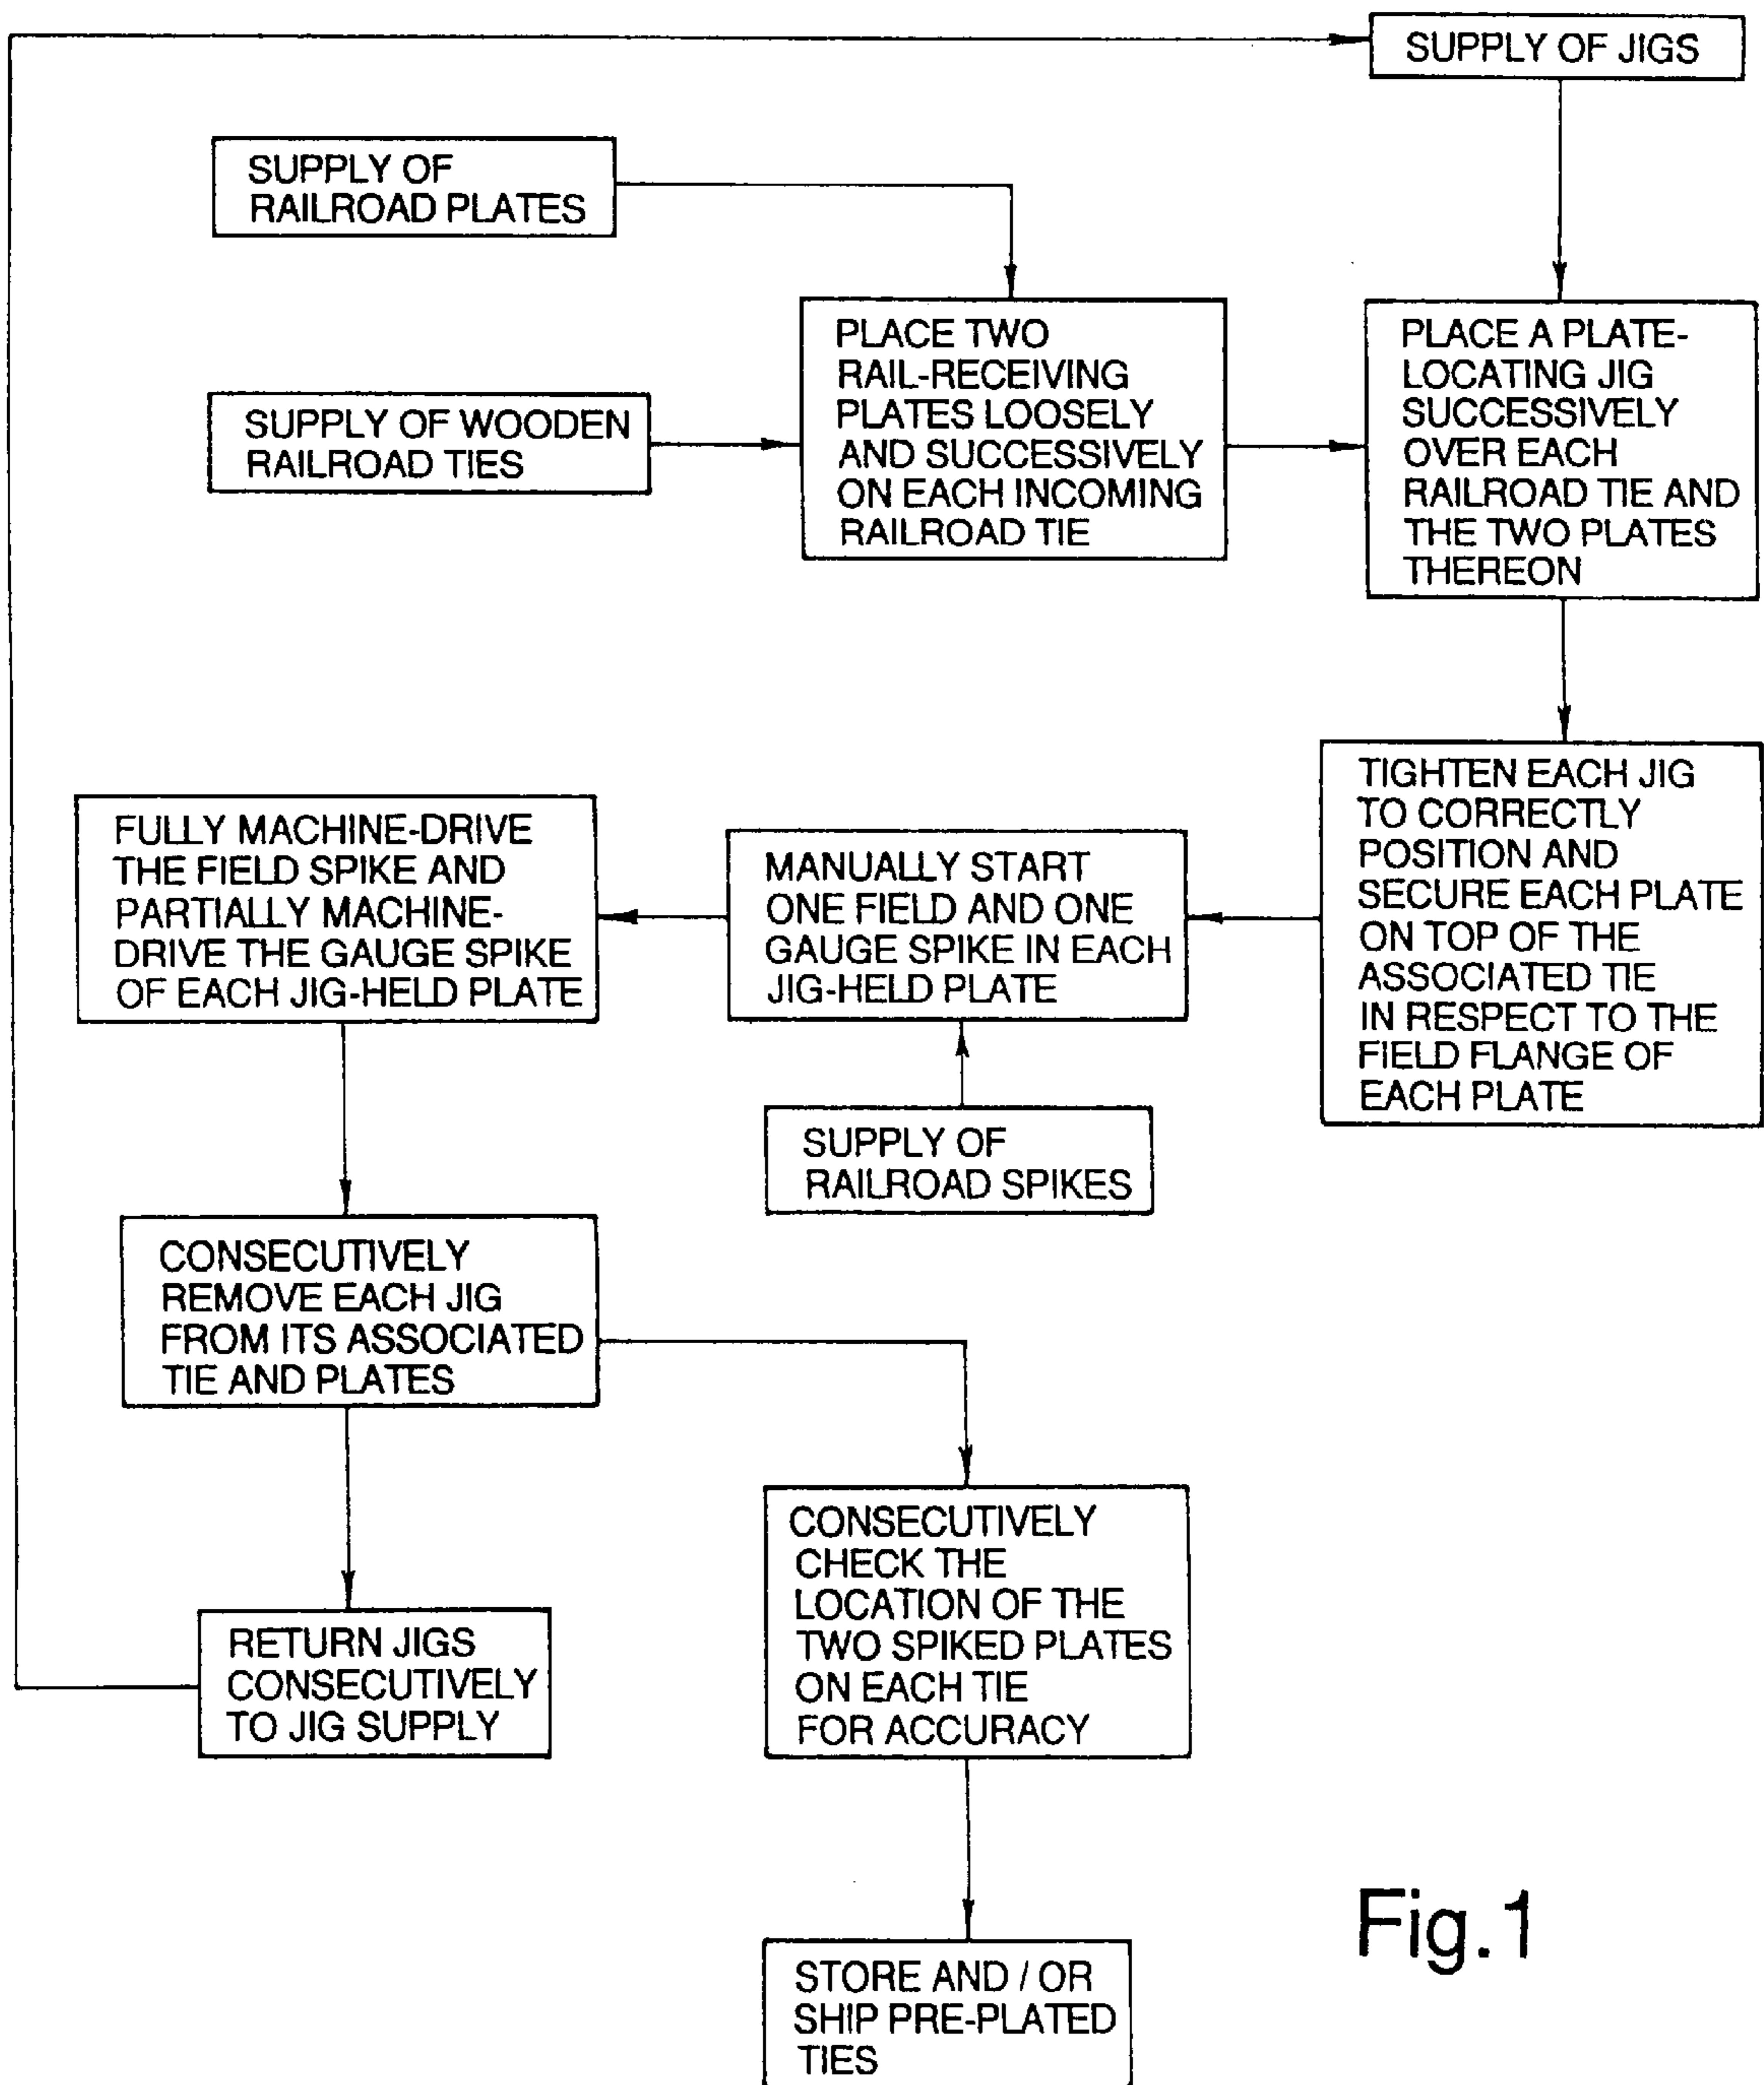 SUPPLY OF JIGS
SUPPLY OF
RAILROAD PLATES
SUPPLY OF WOODEN
RAILROAD TIES
PLACE TWO
RAIL-RECEIVING
PLATES LOOSELY
AND SUCCESSIVELY
ON EACH INCOMING
RAILROAD TIE
PLACE A PLATE-
LOCATING JIG
SUCCESSIVELY
OVER EACH
RAILROAD TIE AND
THE TWO PLATES
THEREON
TIGHTEN EACH JIG
TO CORRECTLY
POSITION AND
SECURE EACH PLATE
ON TOP OF THE
ASSOCIATED TIE
IN RESPECT TO THE
FIELD FLANGE OF
EACH PLATE
MANUALLY START
ONE FIELD AND ONE
GAUGE SPIKE IN EACH
JIG-HELD PLATE
SUPPLY OF
RAILROAD SPIKES
FULLY MACHINE-DRIVE
THE FIELD SPIKE AND
PARTIALLY MACHINE-
DRIVE THE GAUGE SPIKE
OF EACH JIG-HELD PLATE
CONSECUTIVELY
REMOVE EACH JIG
FROM ITS ASSOCIATED
TIE AND PLATES
RETURN JIGS
CONSECUTIVELY
TO JIG SUPPLY
CONSECUTIVELY
CHECK THE
LOCATION OF THE
TWO SPIKED PLATES
ON EACH TIE
FOR ACCURACY
STORE AND / OR
SHIP PRE-PLATED
TIES
Fig.1